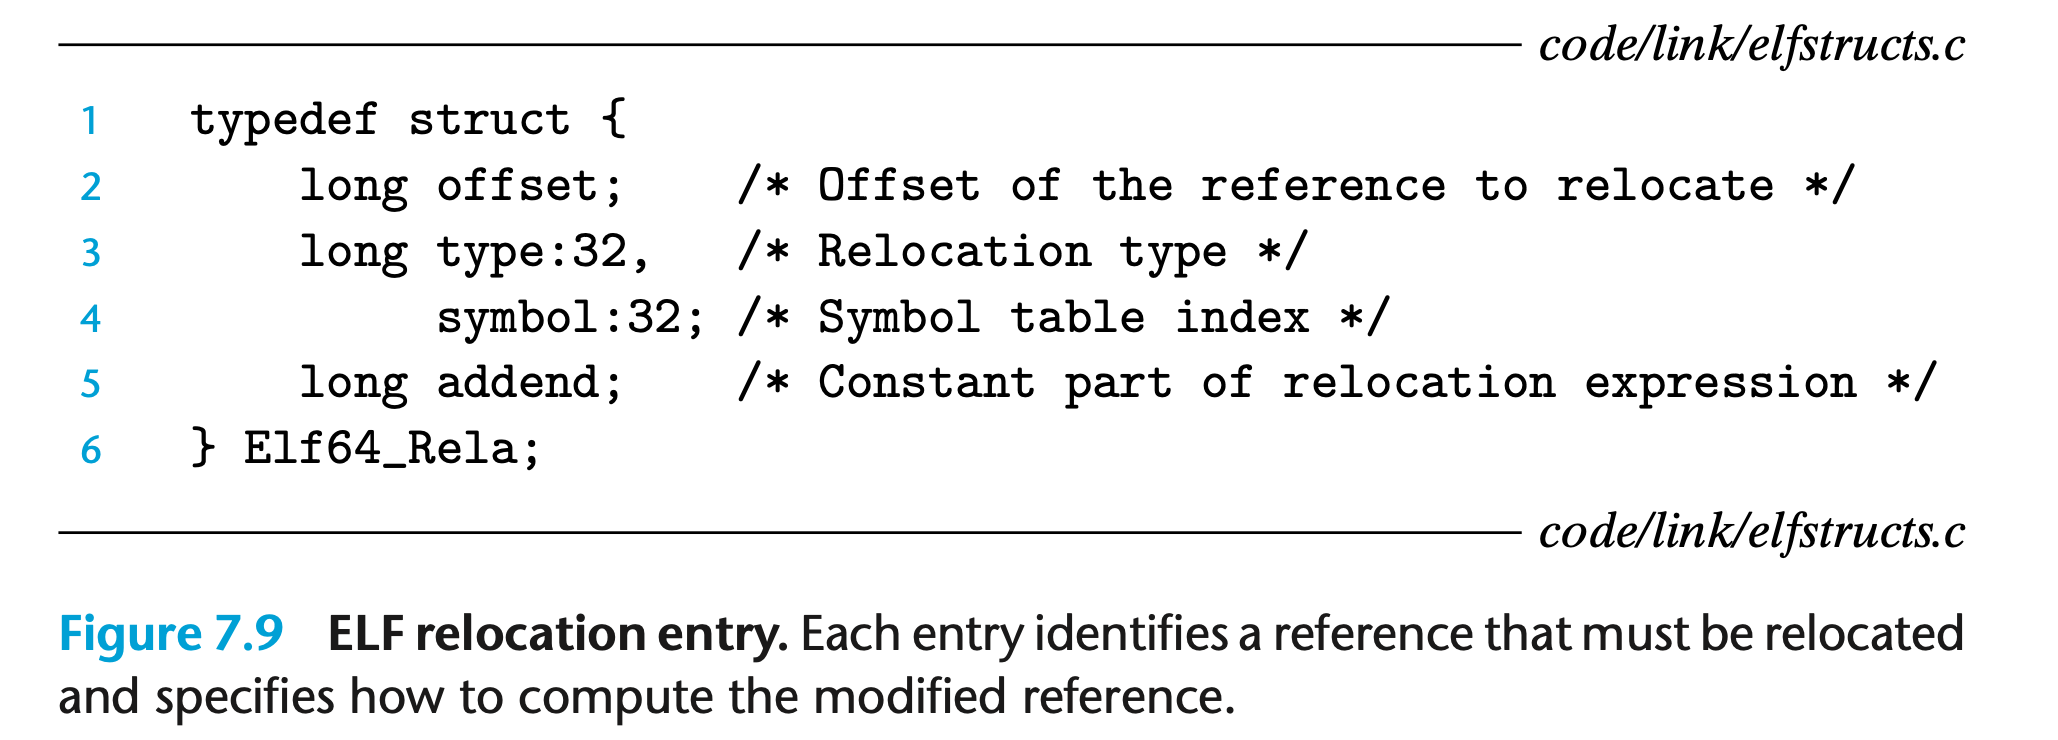 code/link/elfstructs.c
1 typedef struct {
2 long offset; /* Offset of the reference to relocate */
3 long type:32, /* Relocation type */
4 symbol:32; /* Symbol table index */
5 long addend; /* Constant part of relocation expression */
6 } Elf64_Rela;
code/link/elfstructs.c
Figure 7.9 ELF relocation entry. Each entry identifies a reference that must be relocated
and specifies how to compute the modified reference.